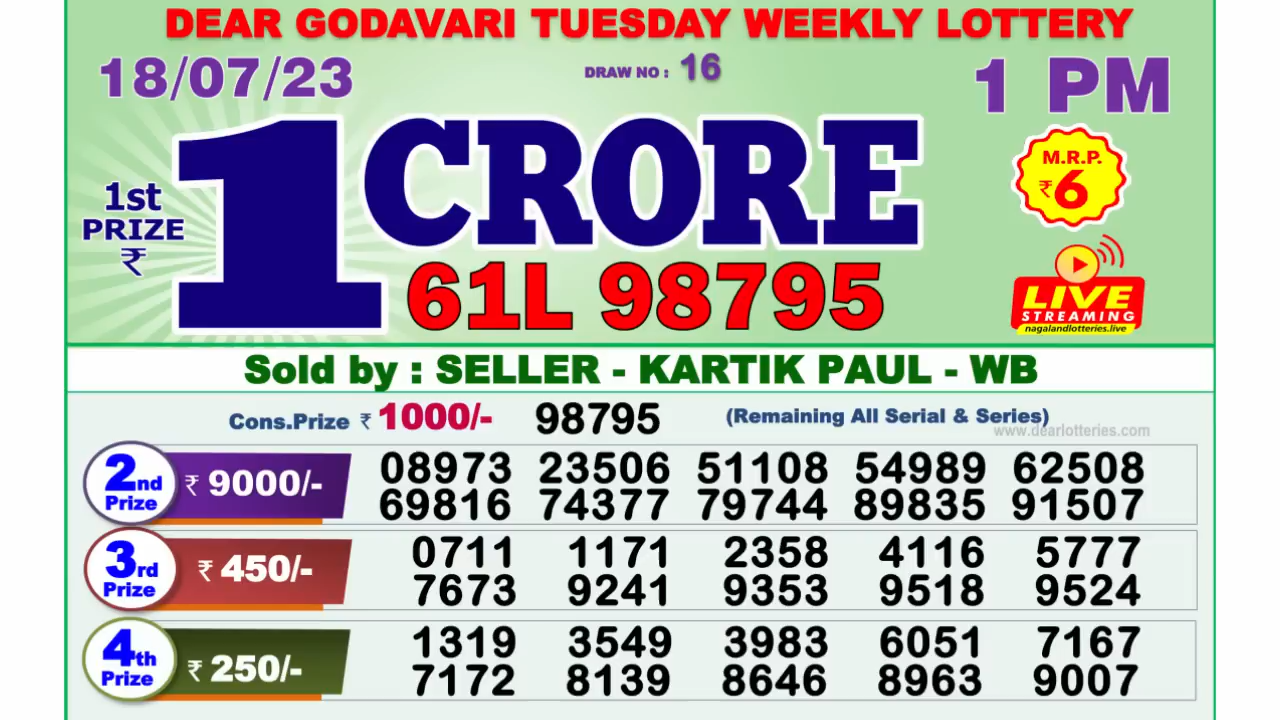 DEAR GODAVARI TUESDAY WEEKLY LOTTERY
18/07/23
DRAW NO : 16
1 PM
1st
PRIZE
₹
1 CRORE
M.R.P.
₹6
61L 98795
LIVE
STREAMING
nagalandlotteries.live
Sold by : SELLER - KARTIK PAUL - WB
Cons.Prize ₹ 1000/- 98795 (Remaining All Serial & Series)
www.dearlotteries.com
2nd Prize ₹ 9000/-
08973 23506 51108 54989 62508
69816 74377 79744 89835 91507
3rd Prize ₹ 450/-
0711 1171 2358 4116 5777
7673 9241 9353 9518 9524
4th Prize ₹ 250/-
1319 3549 3983 6051 7167
7172 8139 8646 8963 9007